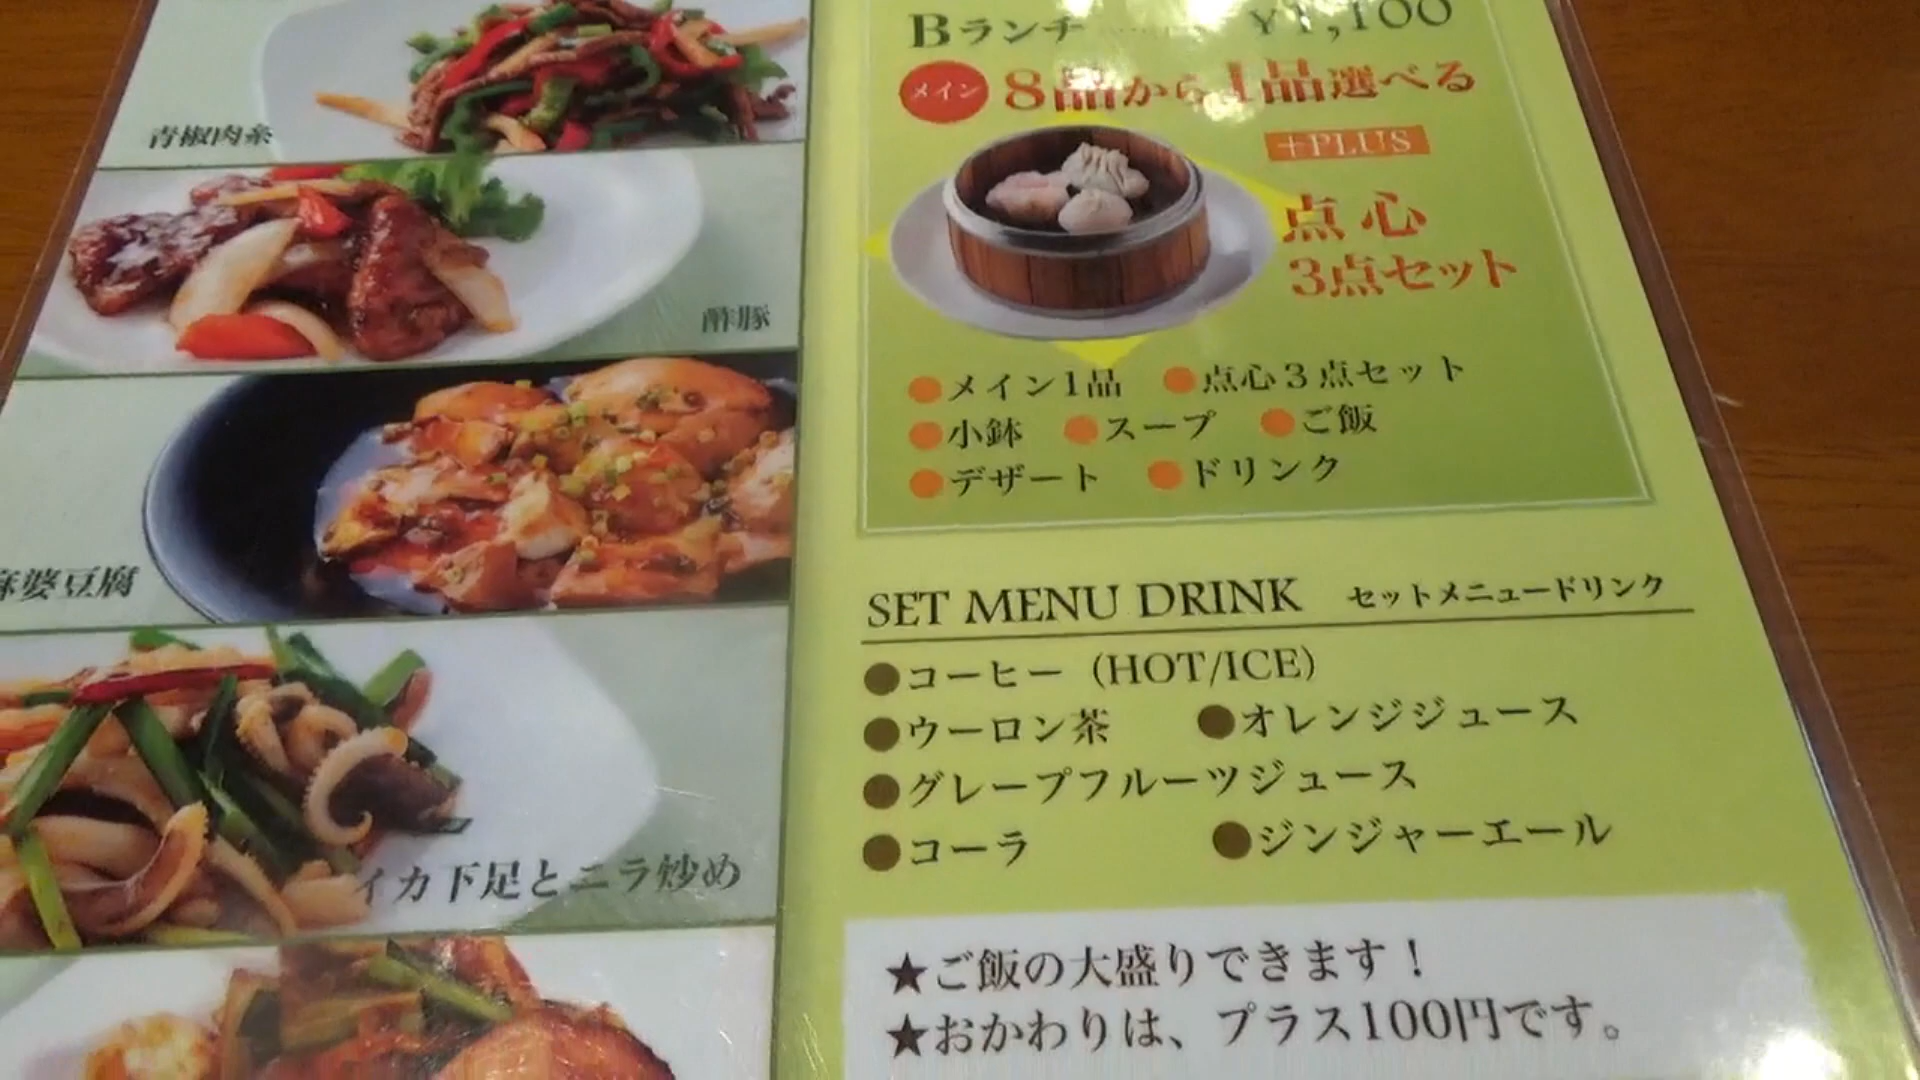 青椒肉糸
酢豚
麻婆豆腐
イカ下足とニラ炒め
Bランチ ¥1,100
メイン 8品から1品選べる
+PLUS
点心
3点セット
●メイン1品 ●点心3点セット
●小鉢 ●スープ ●ご飯
●デザート ●ドリンク
SET MENU DRINK セットメニュードリンク
●コーヒー (HOT/ICE)
●ウーロン茶 ●オレンジジュース
●グレープフルーツジュース
●コーラ ●ジンジャーエール
★ご飯の大盛りできます!
★おかわりは、プラス100円です。